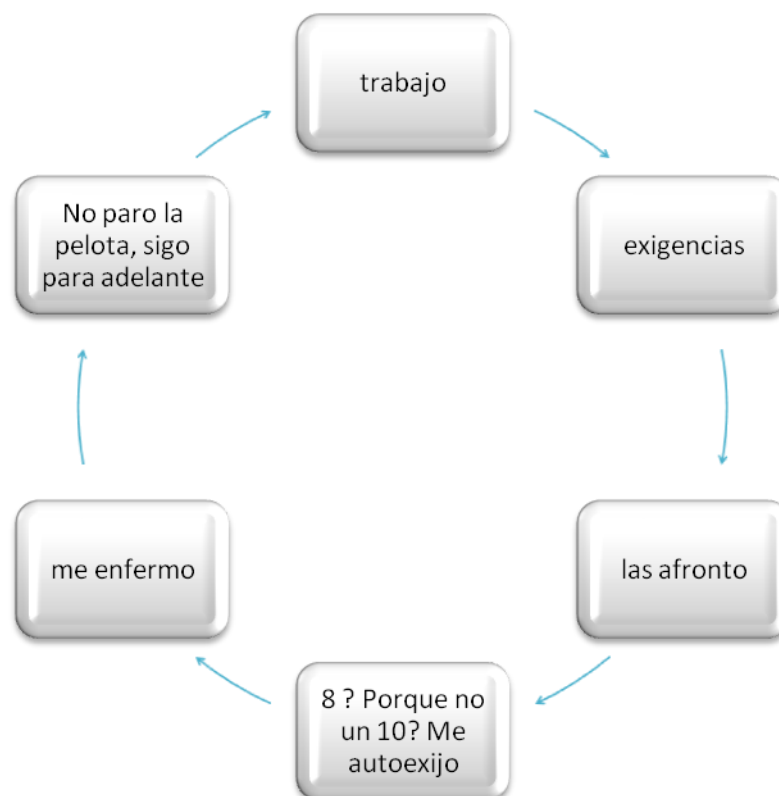 trabajo
exigencias
las afronto
8 ? Porque no
un 10? Me
autoexijo
me enfermo
No paro la
pelota, sigo
para adelante